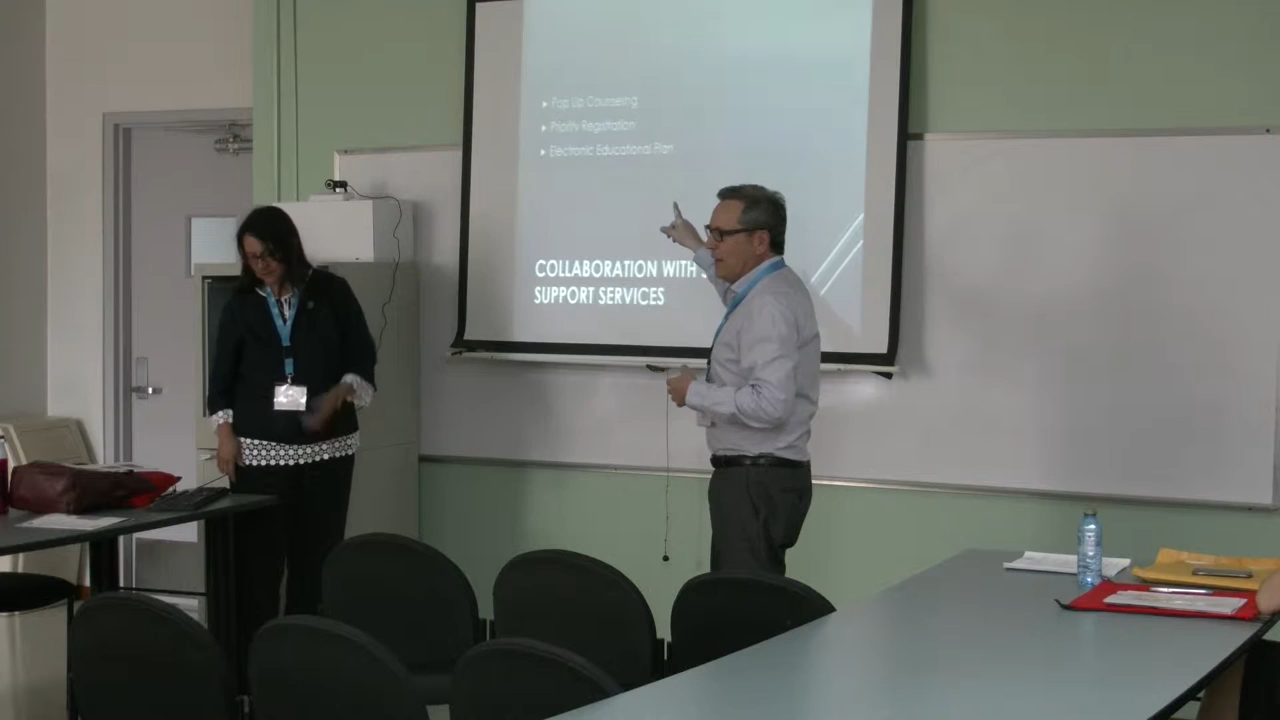 ▸ Pop Up Counseling
▸ Priority Registration
▸ Electronic Educational Plan
COLLABORATION WITH
SUPPORT SERVICES